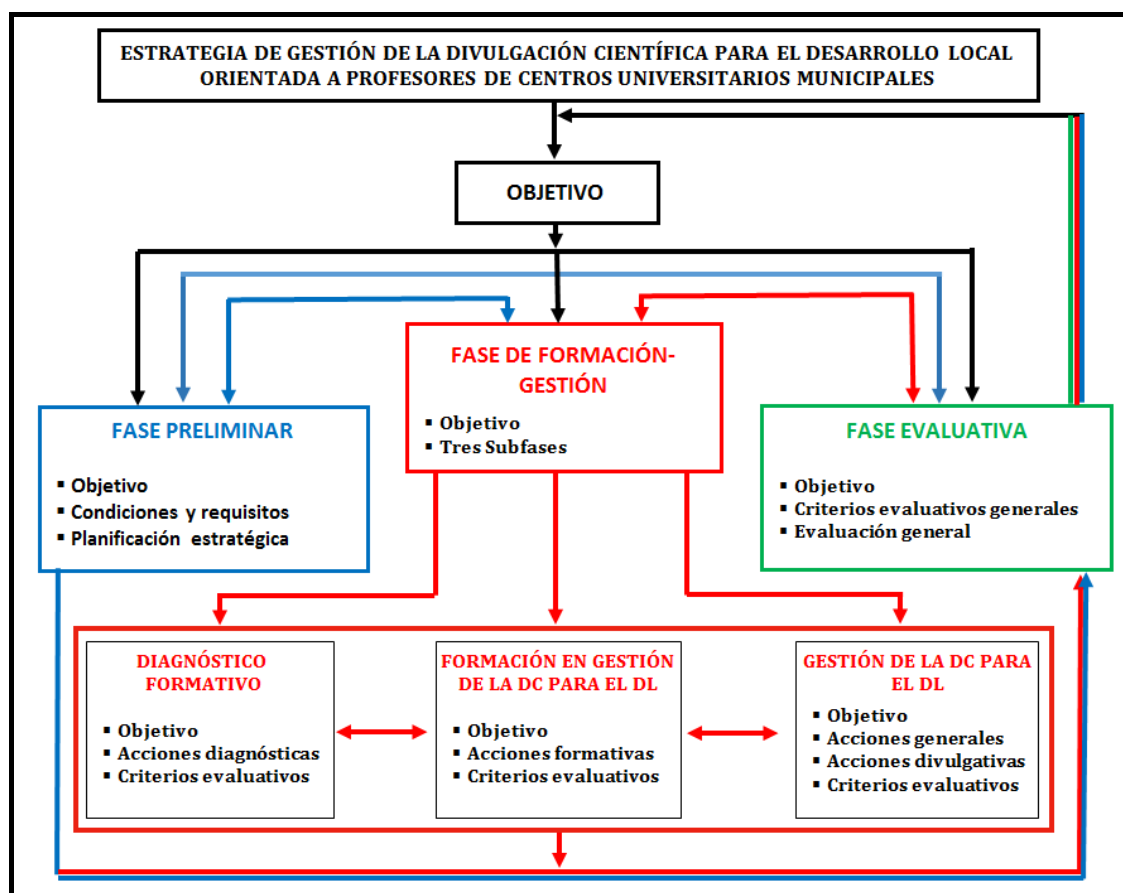 ESTRATEGIA DE GESTIÓN DE LA DIVULGACIÓN CIENTÍFICA PARA EL DESARROLLO LOCAL
ORIENTADA A PROFESORES DE CENTROS UNIVERSITARIOS MUNICIPALES
OBJETIVO
FASE PRELIMINAR
▪ Objetivo
▪ Condiciones y requisitos
▪ Planificación estratégica
FASE DE FORMACIÓN-
GESTIÓN
▪ Objetivo
▪ Tres Subfases
FASE EVALUATIVA
▪ Objetivo
▪ Criterios evaluativos generales
▪ Evaluación general
DIAGNÓSTICO
FORMATIVO
▪ Objetivo
▪ Acciones diagnósticas
▪ Criterios evaluativos
FORMACIÓN EN GESTIÓN
DE LA DC PARA EL DL
▪ Objetivo
▪ Acciones formativas
▪ Criterios evaluativos
GESTIÓN DE LA DC PARA
EL DL
▪ Objetivo
▪ Acciones generales
▪ Acciones divulgativas
▪ Criterios evaluativos